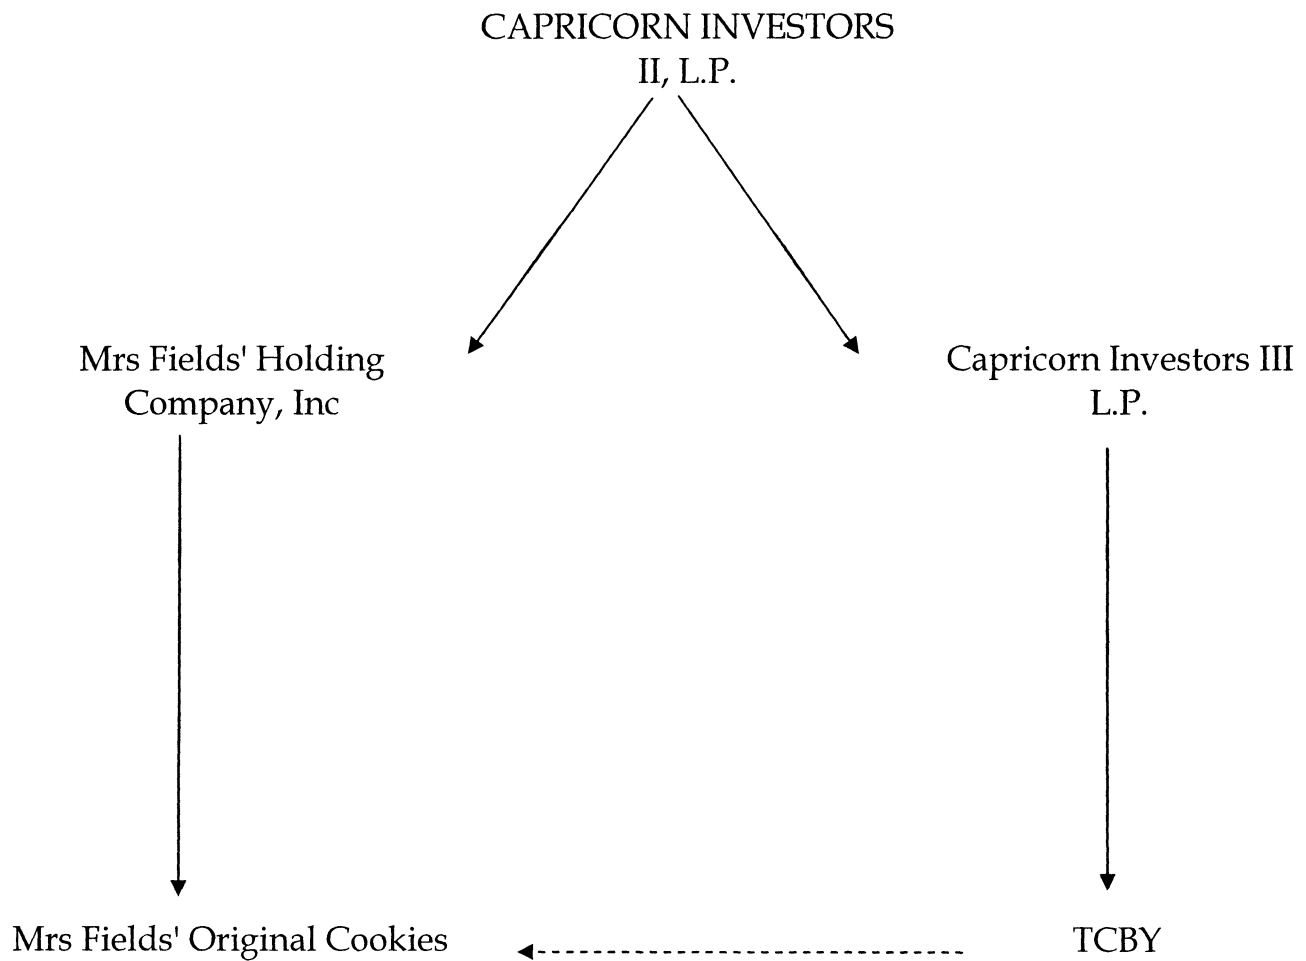 CAPRICORN INVESTORS
II, L.P.
Mrs Fields' Holding
Company, Inc
Capricorn Investors III
L.P.
Mrs Fields' Original Cookies
TCBY